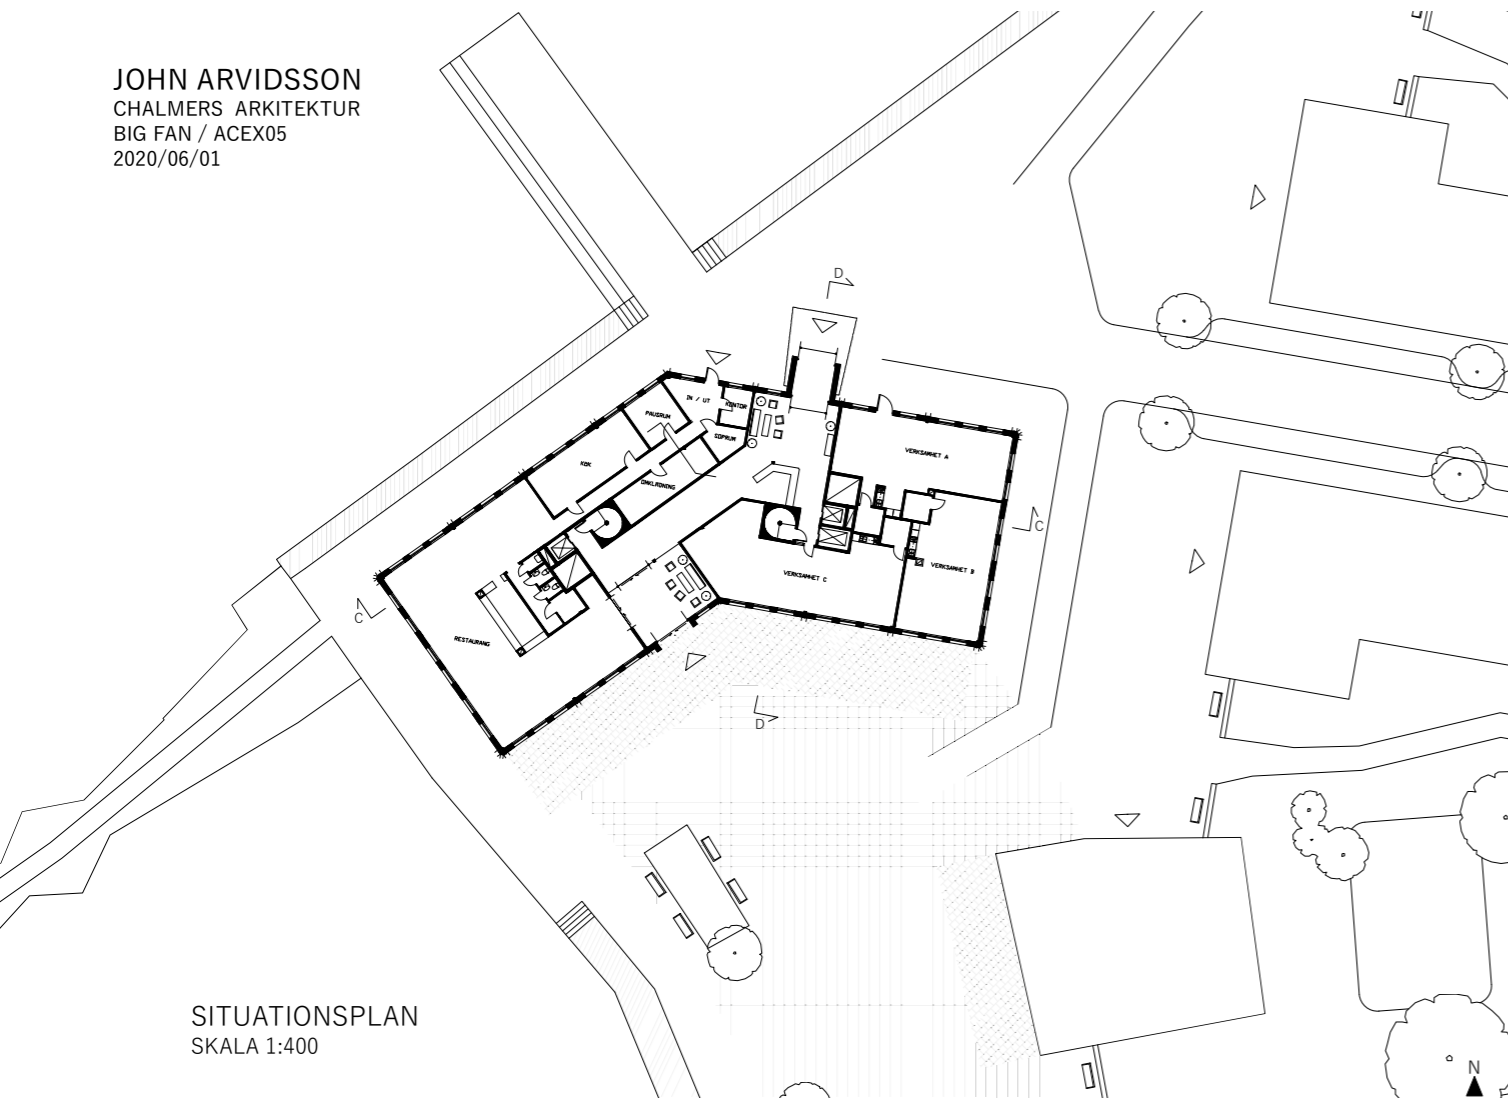 JOHN ARVIDSSON
CHALMERS ARKITEKTUR
BIG FAN / ACEX05
2020/06/01
D
IN / UT
KONTOR
PAUSRUM
SOPRUM
KÖK
OMKLÄDNING
VERKSAMHET A
C
VERKSAMHET B
VERKSAMHET C
C
RESTAURANG
D
SITUATIONSPLAN
SKALA 1:400
N